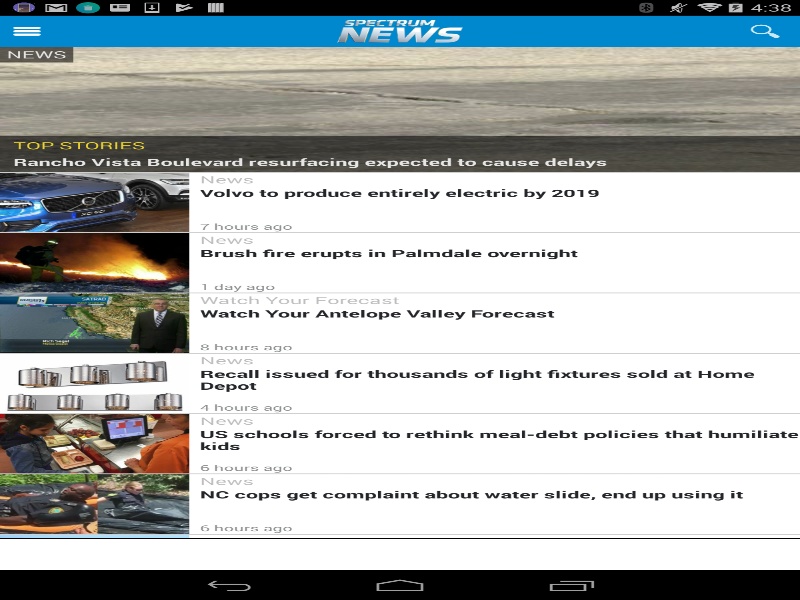 4:38
SPECTRUM
NEWS
NEWS
TOP STORIES
Rancho Vista Boulevard resurfacing expected to cause delays
News
Volvo to produce entirely electric by 2019
7 hours ago
News
Brush fire erupts in Palmdale overnight
1 day ago
Watch Your Forecast
Watch Your Antelope Valley Forecast
8 hours ago
News
Recall issued for thousands of light fixtures sold at Home
Depot
4 hours ago
News
US schools forced to rethink meal-debt policies that humiliate
kids
6 hours ago
News
NC cops get complaint about water slide, end up using it
6 hours ago